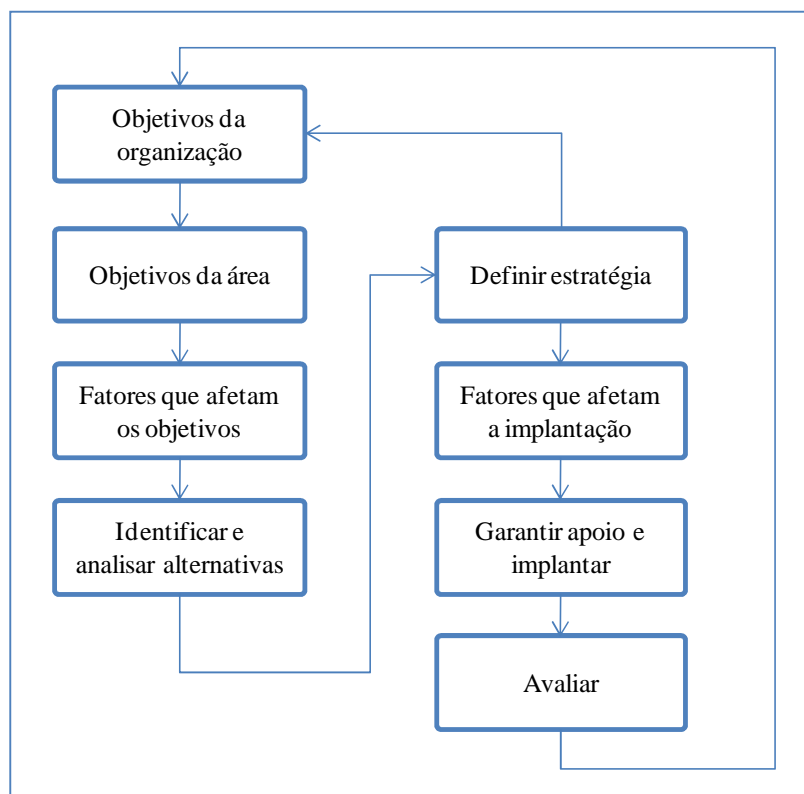 Objetivos da
organização
Objetivos da área
Fatores que afetam
os objetivos
Identificar e
analisar alternativas
Definir estratégia
Fatores que afetam
a implantação
Garantir apoio e
implantar
Avaliar